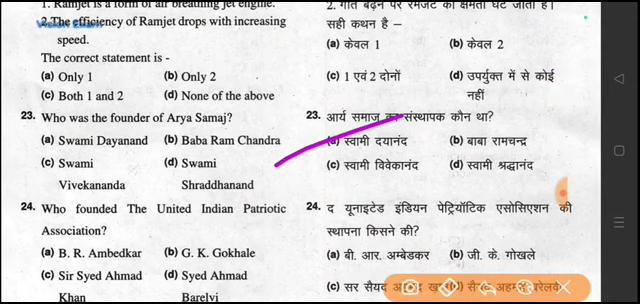 1. Ramjet is a form of air breathing jet engine.
2. The efficiency of Ramjet drops with increasing
speed.
The correct statement is -
(a) Only 1 (b) Only 2
(c) Both 1 and 2 (d) None of the above
23. Who was the founder of Arya Samaj?
(a) Swami Dayanand (b) Baba Ram Chandra
(c) Swami (d) Swami
Vivekananda Shraddhanand
24. Who founded The United Indian Patriotic
Association?
(a) B. R. Ambedkar (b) G. K. Gokhale
(c) Sir Syed Ahmad (d) Syed Ahmad
Khan Barelvi
2. गति बढ़ने पर रमजेट की क्षमता घट जाती है।
सही कथन है –
(a) केवल 1 (b) केवल 2
(c) 1 एवं 2 दोनों (d) उपर्युक्त में से कोई
नहीं
23. आर्य समाज का संस्थापक कौन था?
(a) स्वामी दयानंद (b) बाबा रामचन्द्र
(c) स्वामी विवेकानंद (d) स्वामी श्रद्धानंद
24. द यूनाइटेड इंडियन पेट्रियॉटिक एसोसिएशन की
स्थापना किसने की?
(a) बी. आर. अम्बेडकर (b) जी. के. गोखले
(c) सर सैयद